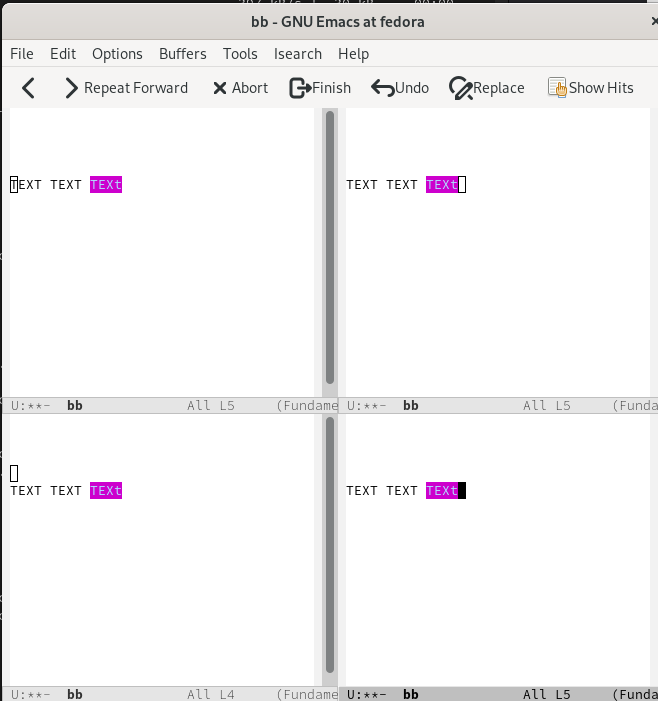 bb - GNU Emacs at fedora
File Edit Options Buffers Tools Isearch Help
Repeat Forward Abort Finish Undo Replace Show Hits
TEXT TEXT TEXt
TEXT TEXT TEXt
U:**- bb All L5 (Fundame
U:**- bb All L5 (Funda
TEXT TEXT TEXt
TEXT TEXT TEXt
U:**- bb All L4 (Fundame
U:**- bb All L5 (Funda